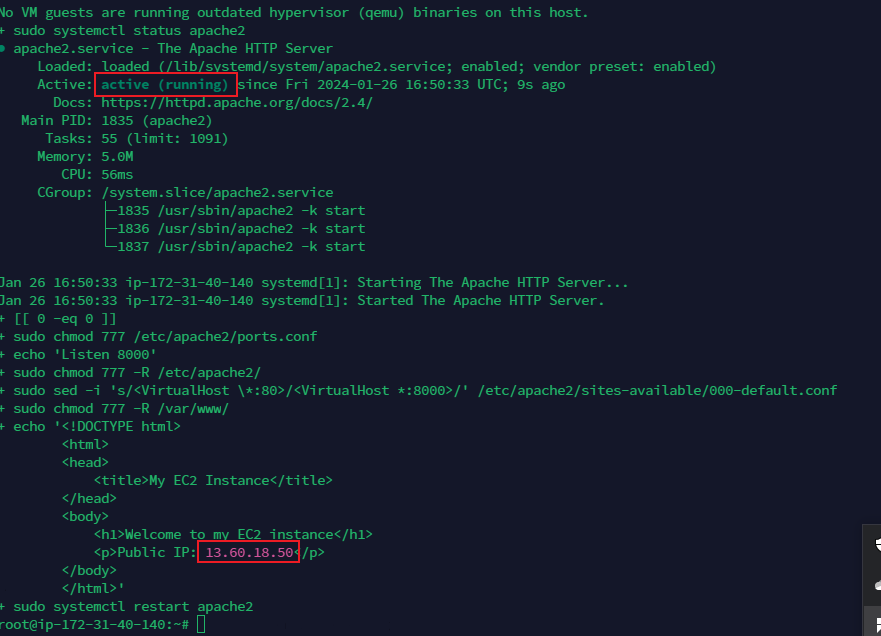 No VM guests are running outdated hypervisor (qemu) binaries on this host.
+ sudo systemctl status apache2
● apache2.service - The Apache HTTP Server
     Loaded: loaded (/lib/systemd/system/apache2.service; enabled; vendor preset: enabled)
     Active: active (running) since Fri 2024-01-26 16:50:33 UTC; 9s ago
       Docs: https://httpd.apache.org/docs/2.4/
   Main PID: 1835 (apache2)
      Tasks: 55 (limit: 1091)
     Memory: 5.0M
        CPU: 56ms
     CGroup: /system.slice/apache2.service
             ├─1835 /usr/sbin/apache2 -k start
             ├─1836 /usr/sbin/apache2 -k start
             └─1837 /usr/sbin/apache2 -k start

Jan 26 16:50:33 ip-172-31-40-140 systemd[1]: Starting The Apache HTTP Server...
Jan 26 16:50:33 ip-172-31-40-140 systemd[1]: Started The Apache HTTP Server.
+ [[ 0 -eq 0 ]]
+ sudo chmod 777 /etc/apache2/ports.conf
+ echo 'Listen 8000'
+ sudo chmod 777 -R /etc/apache2/
+ sudo sed -i 's/<VirtualHost \*:80>/<VirtualHost *:8000>/' /etc/apache2/sites-available/000-default.conf
+ sudo chmod 777 -R /var/www/
+ echo '<!DOCTYPE html>
        <html>
        <head>
            <title>My EC2 Instance</title>
        </head>
        <body>
            <h1>Welcome to my EC2 instance</h1>
            <p>Public IP: 13.60.18.50</p>
        </body>
        </html>'
+ sudo systemctl restart apache2
root@ip-172-31-40-140:~#